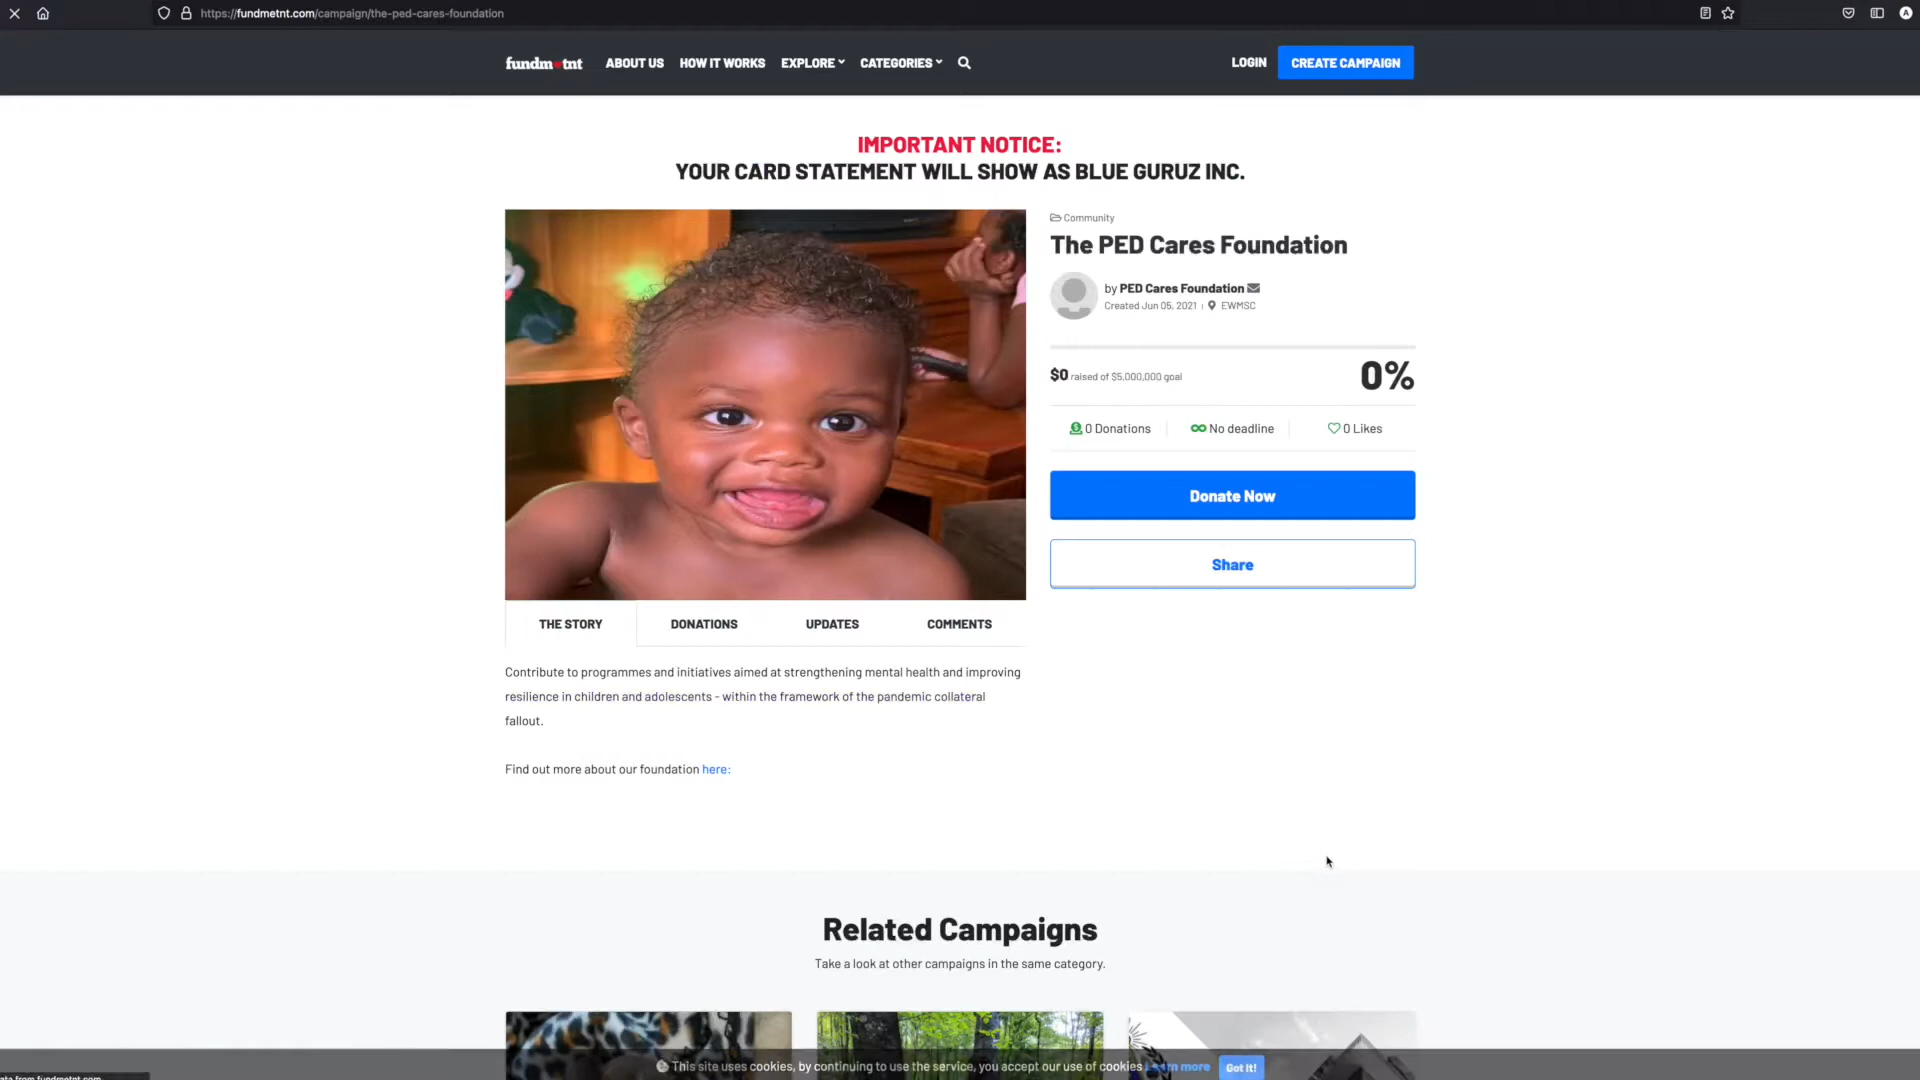 https://fundmetnt.com/campaign/the-ped-cares-foundation
fundmetnt ABOUT US HOW IT WORKS EXPLORE CATEGORIES LOGIN CREATE CAMPAIGN
IMPORTANT NOTICE:
YOUR CARD STATEMENT WILL SHOW AS BLUE GURUZ INC.
Community
The PED Cares Foundation
by PED Cares Foundation
Created Jun 05, 2021 EWMSC
$0 raised of $5,000,000 goal 0%
0 Donations No deadline 0 Likes
Donate Now
Share
THE STORY DONATIONS UPDATES COMMENTS
Contribute to programmes and initiatives aimed at strengthening mental health and improving
resilience in children and adolescents - within the framework of the pandemic collateral
fallout.
Find out more about our foundation here:
Related Campaigns
Take a look at other campaigns in the same category.
This site uses cookies, by continuing to use the service, you accept our use of cookies more Got It!
from fundmetnt.com